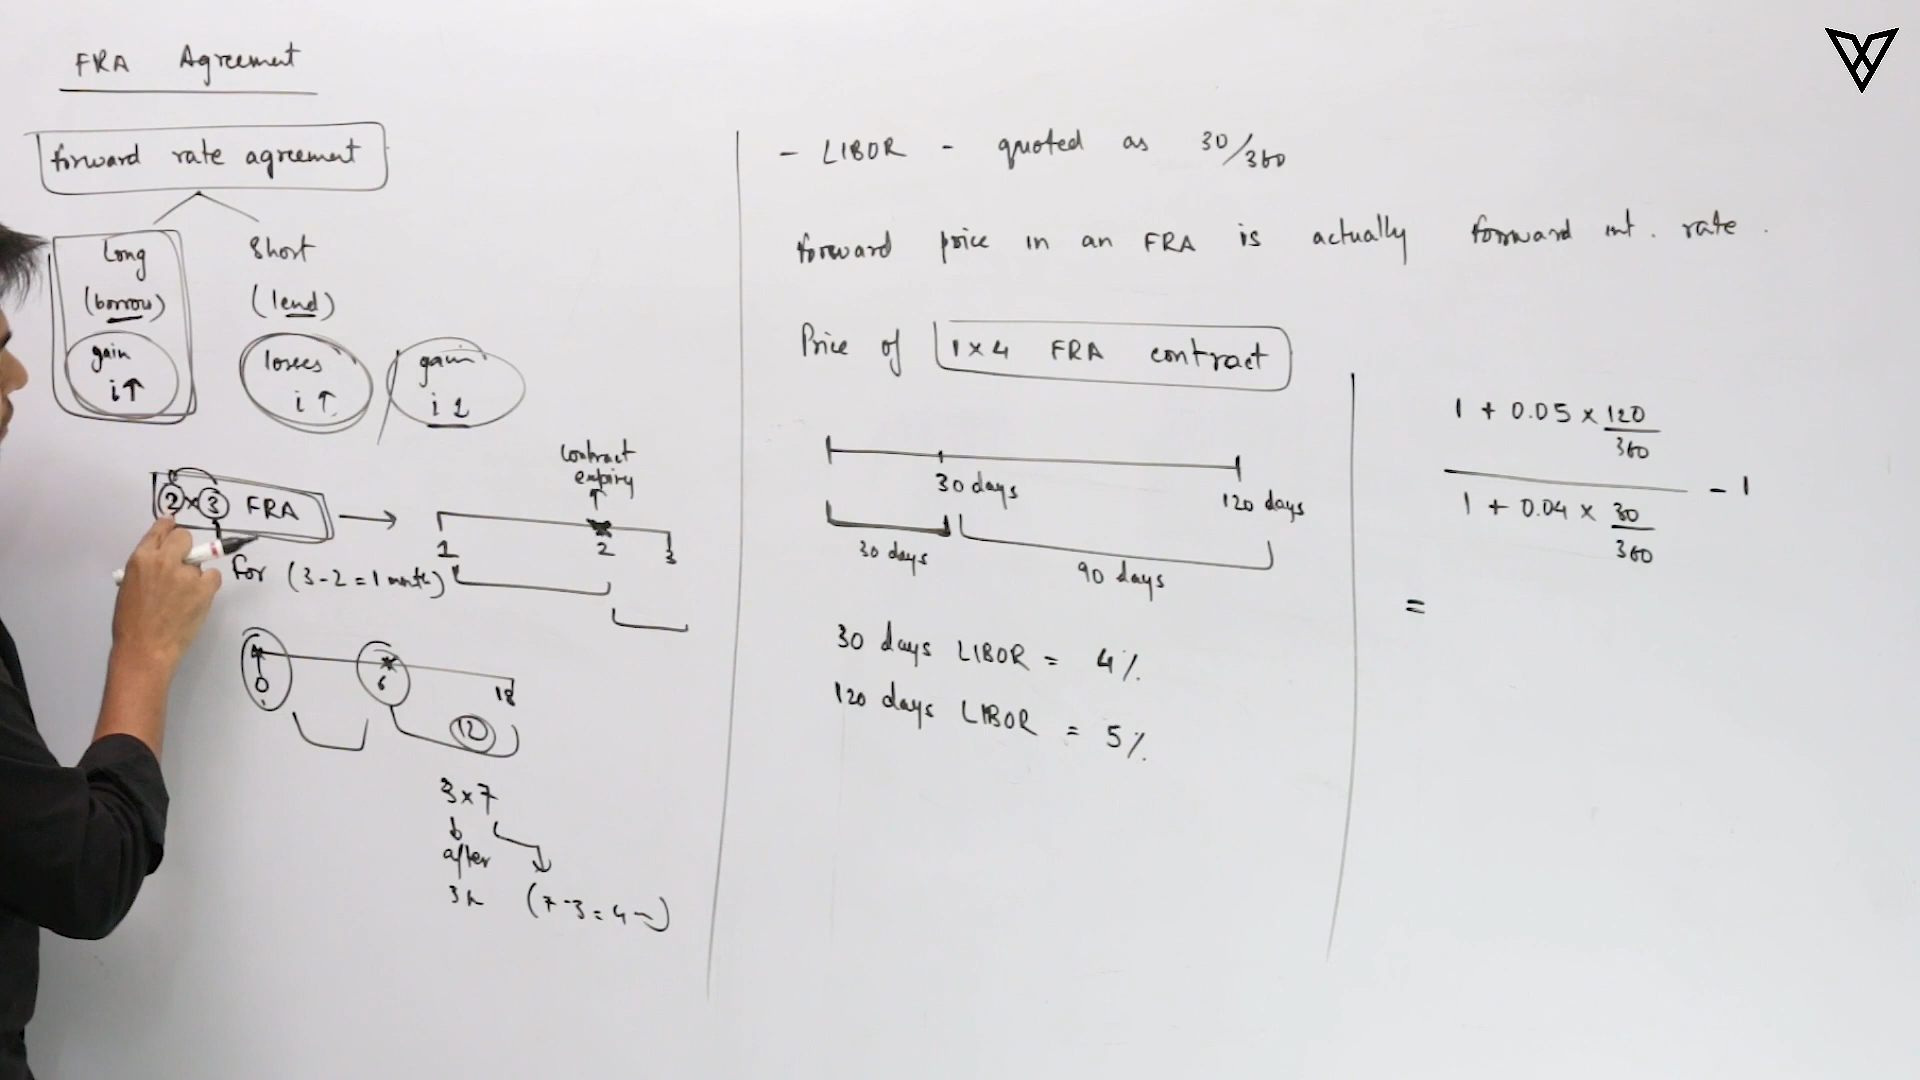 FRA Agreement
forward rate agreement
Long
(borrow)
gain
i↑
Short
(lend)
losses
i↑
gain
i↓
2×3 FRA →
for (3-2=1 month)
contract
expiry
1 2 3
0 6 18
12
3×7
after
(7-3=4
- LIBOR - quoted as 30/360
forward price in an FRA is actually forward int. rate.
Price of 1×4 FRA contract
30 days
120 days
30 days
90 days
30 days LIBOR = 4%
120 days LIBOR = 5%
1 + 0.05 × 120/360
- 1
1 + 0.04 × 30/360
=